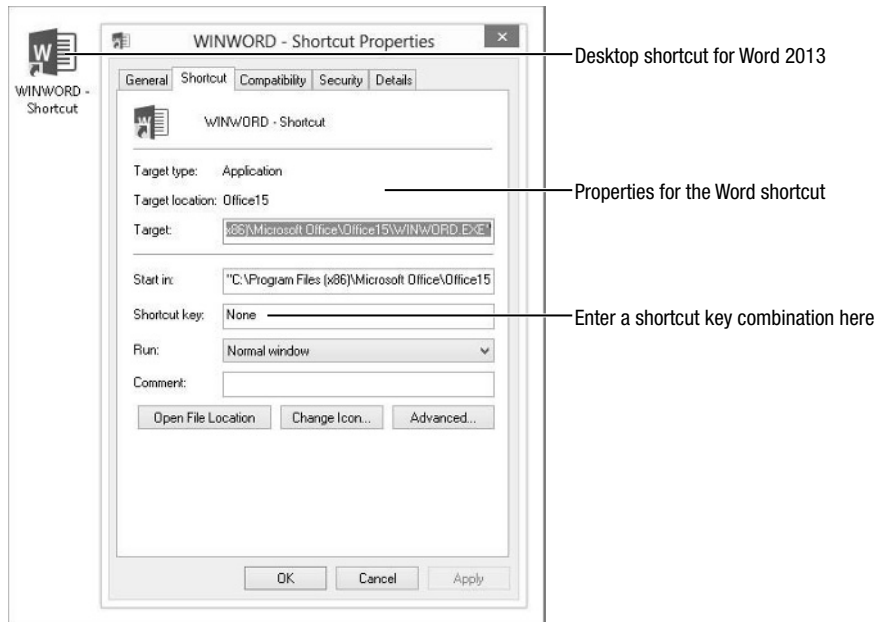 WINWORD - Shortcut Properties
Desktop shortcut for Word 2013
WINWORD - Shortcut
General Shortcut Compatibility Security Details
WINWORD - Shortcut
Target type: Application
Properties for the Word shortcut
Target location: Office15
Target: x86)\Microsoft Office\Office15\WINWORD.EXE"
Start in: "C:\Program Files (x86)\Microsoft Office\Office15
Shortcut key: None
Enter a shortcut key combination here
Run: Normal window
Comment:
Open File Location Change Icon... Advanced...
OK Cancel Apply